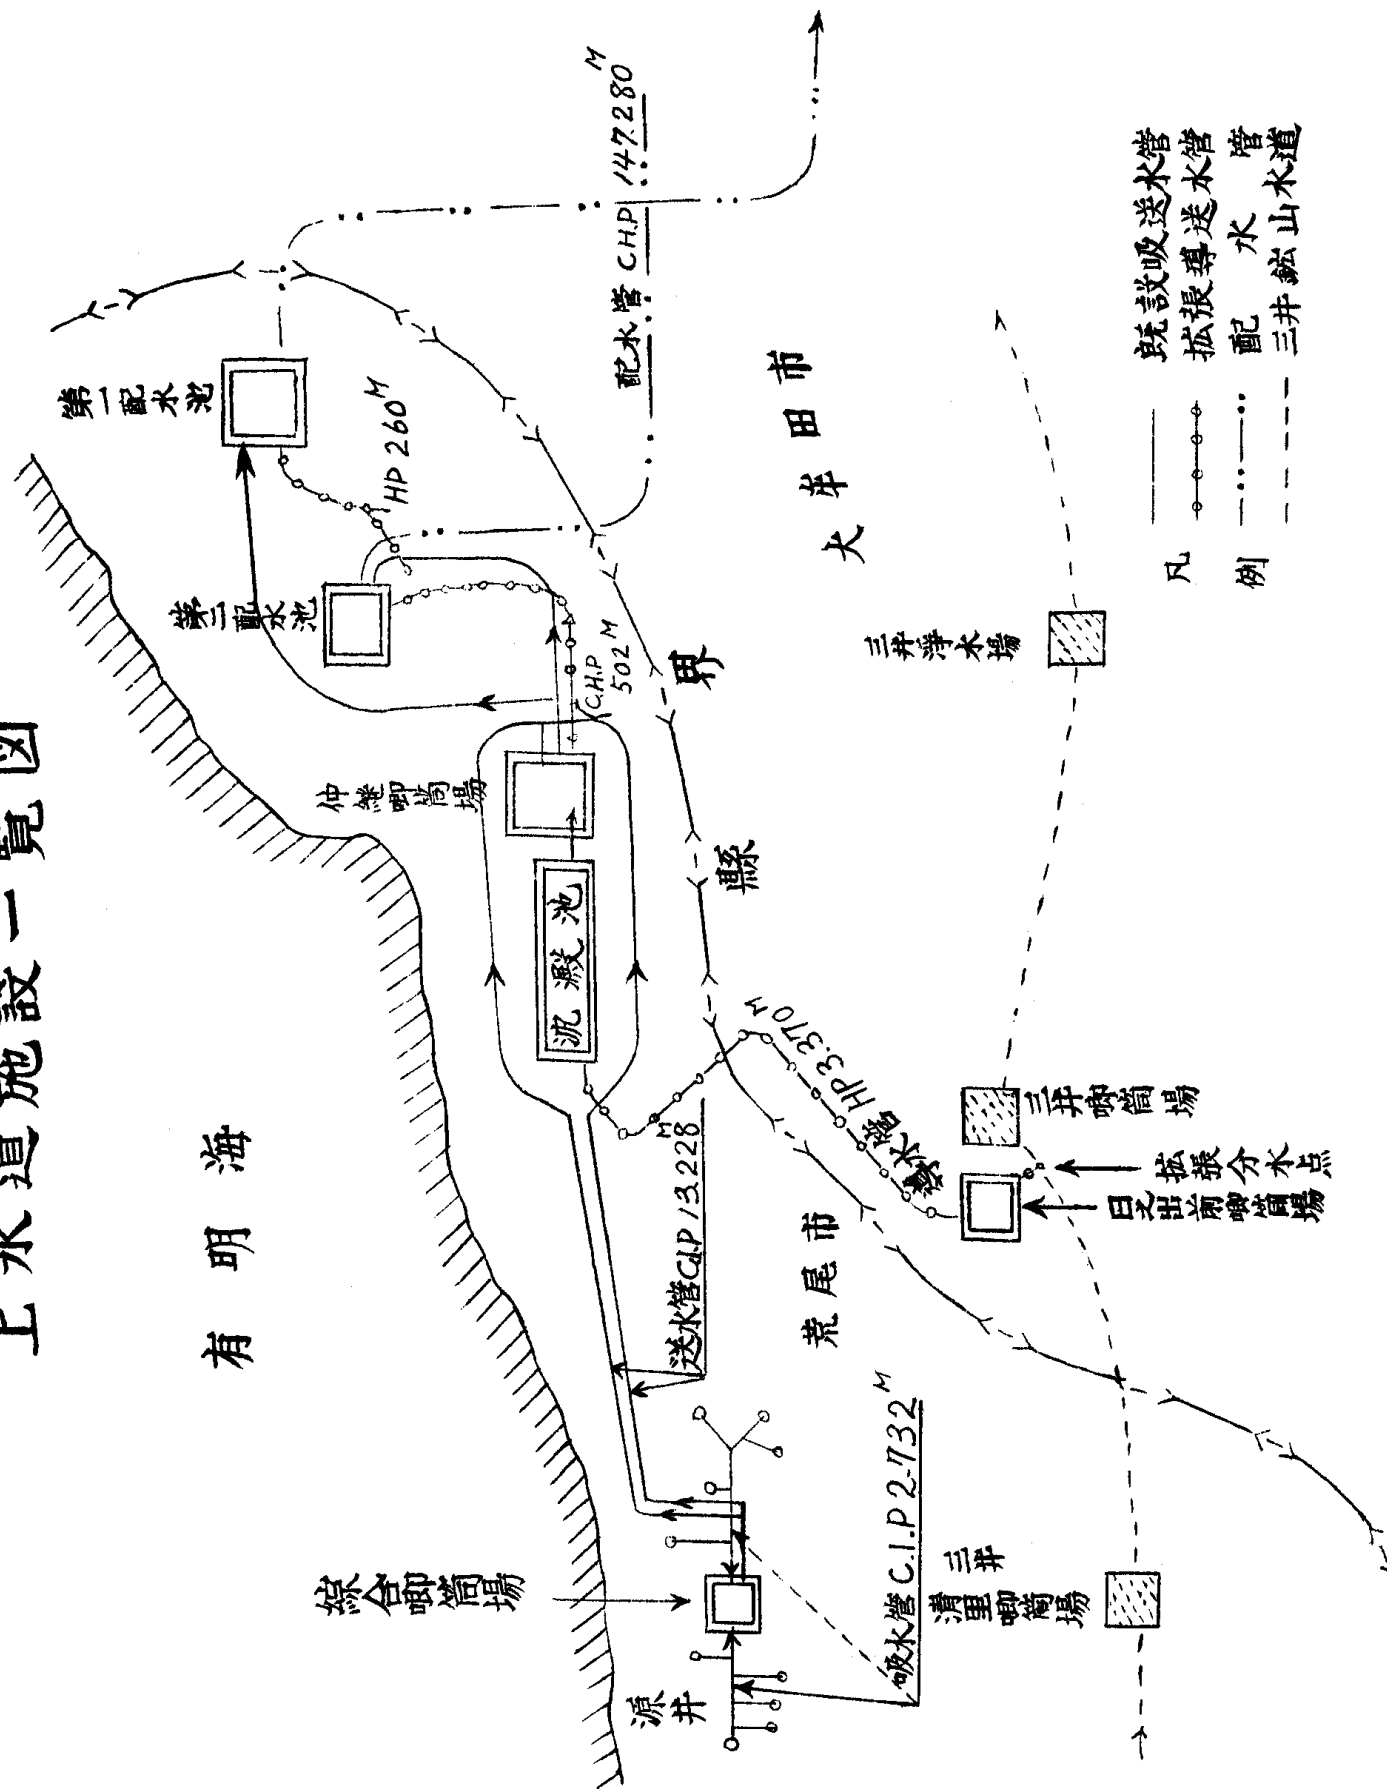 上水道施設一覧図
有明海
第一配水池
第二配水池
HP 260M
配水管 C.H.P 147.280M
仲継喞筒場
C.H.P
502M
沈澱池
縣界
大牟田市
荒尾市
送水管C.I.P 13.228M
導水管 HP3.370M
綜合喞筒場
源井
吸水管 C.I.P 2.732M
三井
清里喞筒場
三井喞筒場
拡張分水点
日之出前喞筒場
三井浄水場
凡例
既設吸送水管
拡張導送水管
配水管
三井鉱山水道